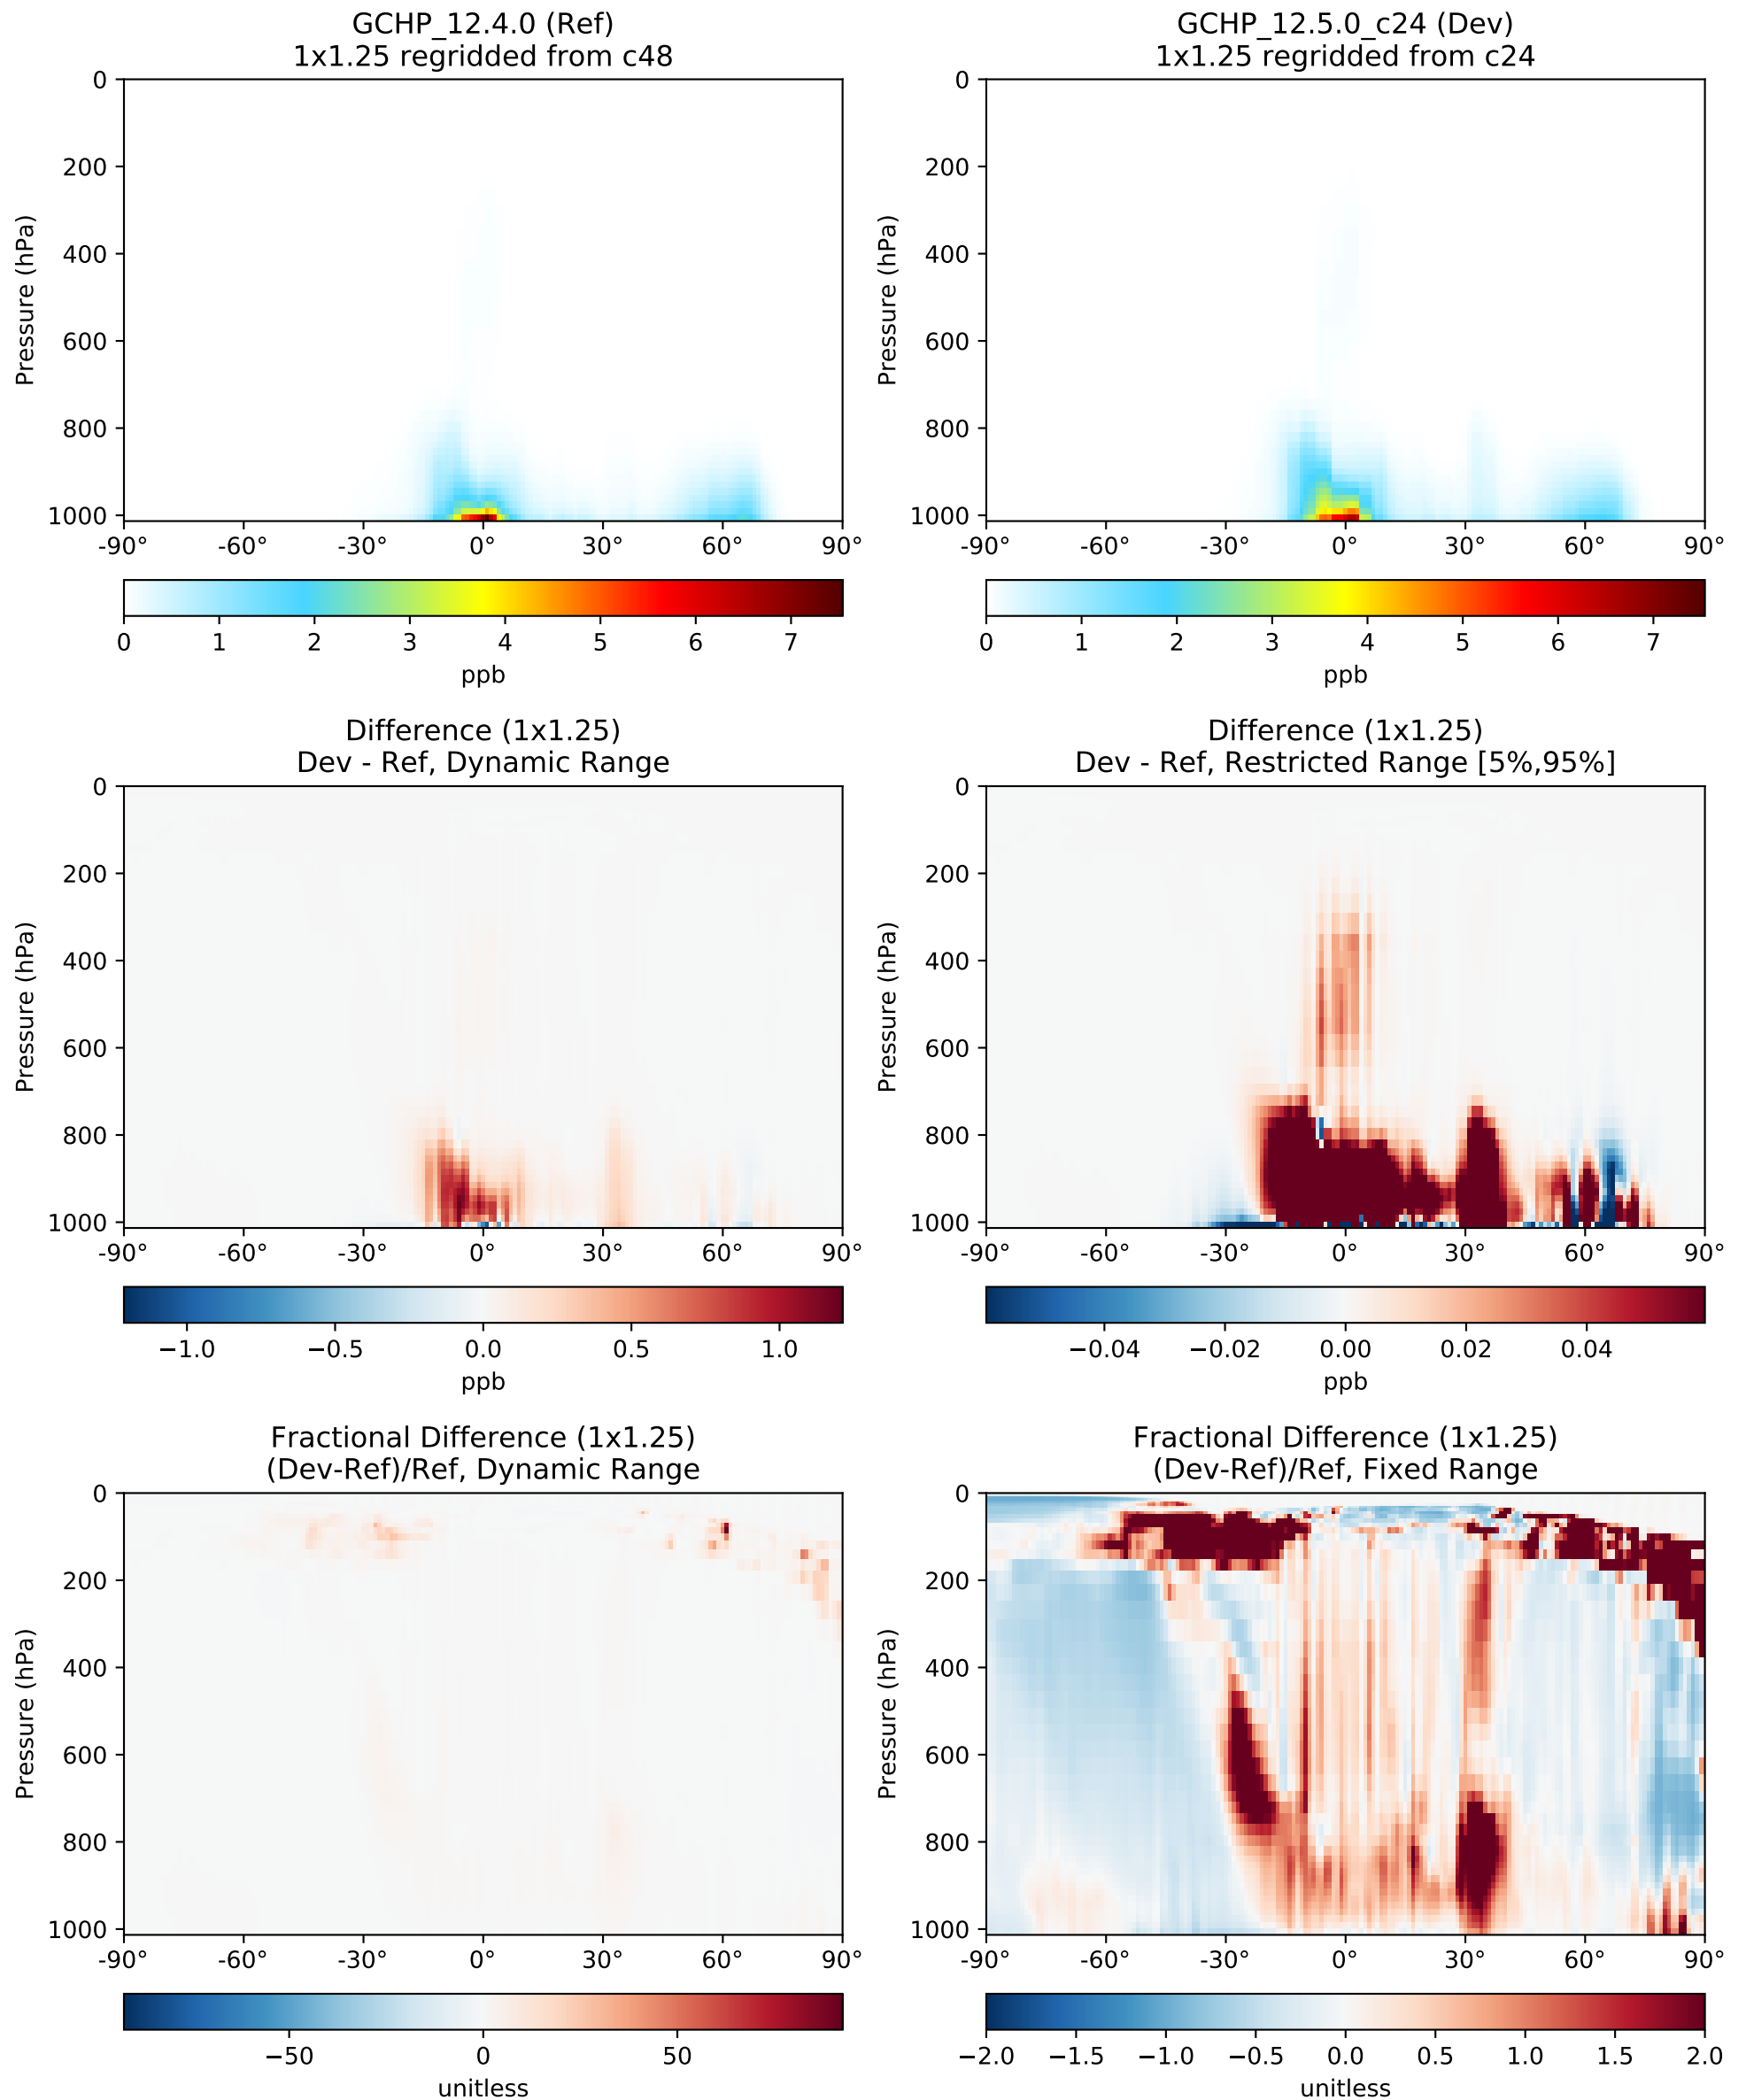 GCHP_12.4.0 (Ref)
1x1.25 regridded from c48
0
200
400
600
800
1000
Pressure (hPa)
-90° -60° -30° 0° 30° 60° 90°
0 1 2 3 4 5 6 7
ppb
GCHP_12.5.0_c24 (Dev)
1x1.25 regridded from c24
0
200
400
600
800
1000
Pressure (hPa)
-90° -60° -30° 0° 30° 60° 90°
0 1 2 3 4 5 6 7
ppb
Difference (1x1.25)
Dev - Ref, Dynamic Range
0
200
400
600
800
1000
Pressure (hPa)
-90° -60° -30° 0° 30° 60° 90°
−1.0 −0.5 0.0 0.5 1.0
ppb
Difference (1x1.25)
Dev - Ref, Restricted Range [5%,95%]
0
200
400
600
800
1000
Pressure (hPa)
-90° -60° -30° 0° 30° 60° 90°
−0.04 −0.02 0.00 0.02 0.04
ppb
Fractional Difference (1x1.25)
(Dev-Ref)/Ref, Dynamic Range
0
200
400
600
800
1000
Pressure (hPa)
-90° -60° -30° 0° 30° 60° 90°
−50 0 50
unitless
Fractional Difference (1x1.25)
(Dev-Ref)/Ref, Fixed Range
0
200
400
600
800
1000
Pressure (hPa)
-90° -60° -30° 0° 30° 60° 90°
−2.0 −1.5 −1.0 −0.5 0.0 0.5 1.0 1.5 2.0
unitless